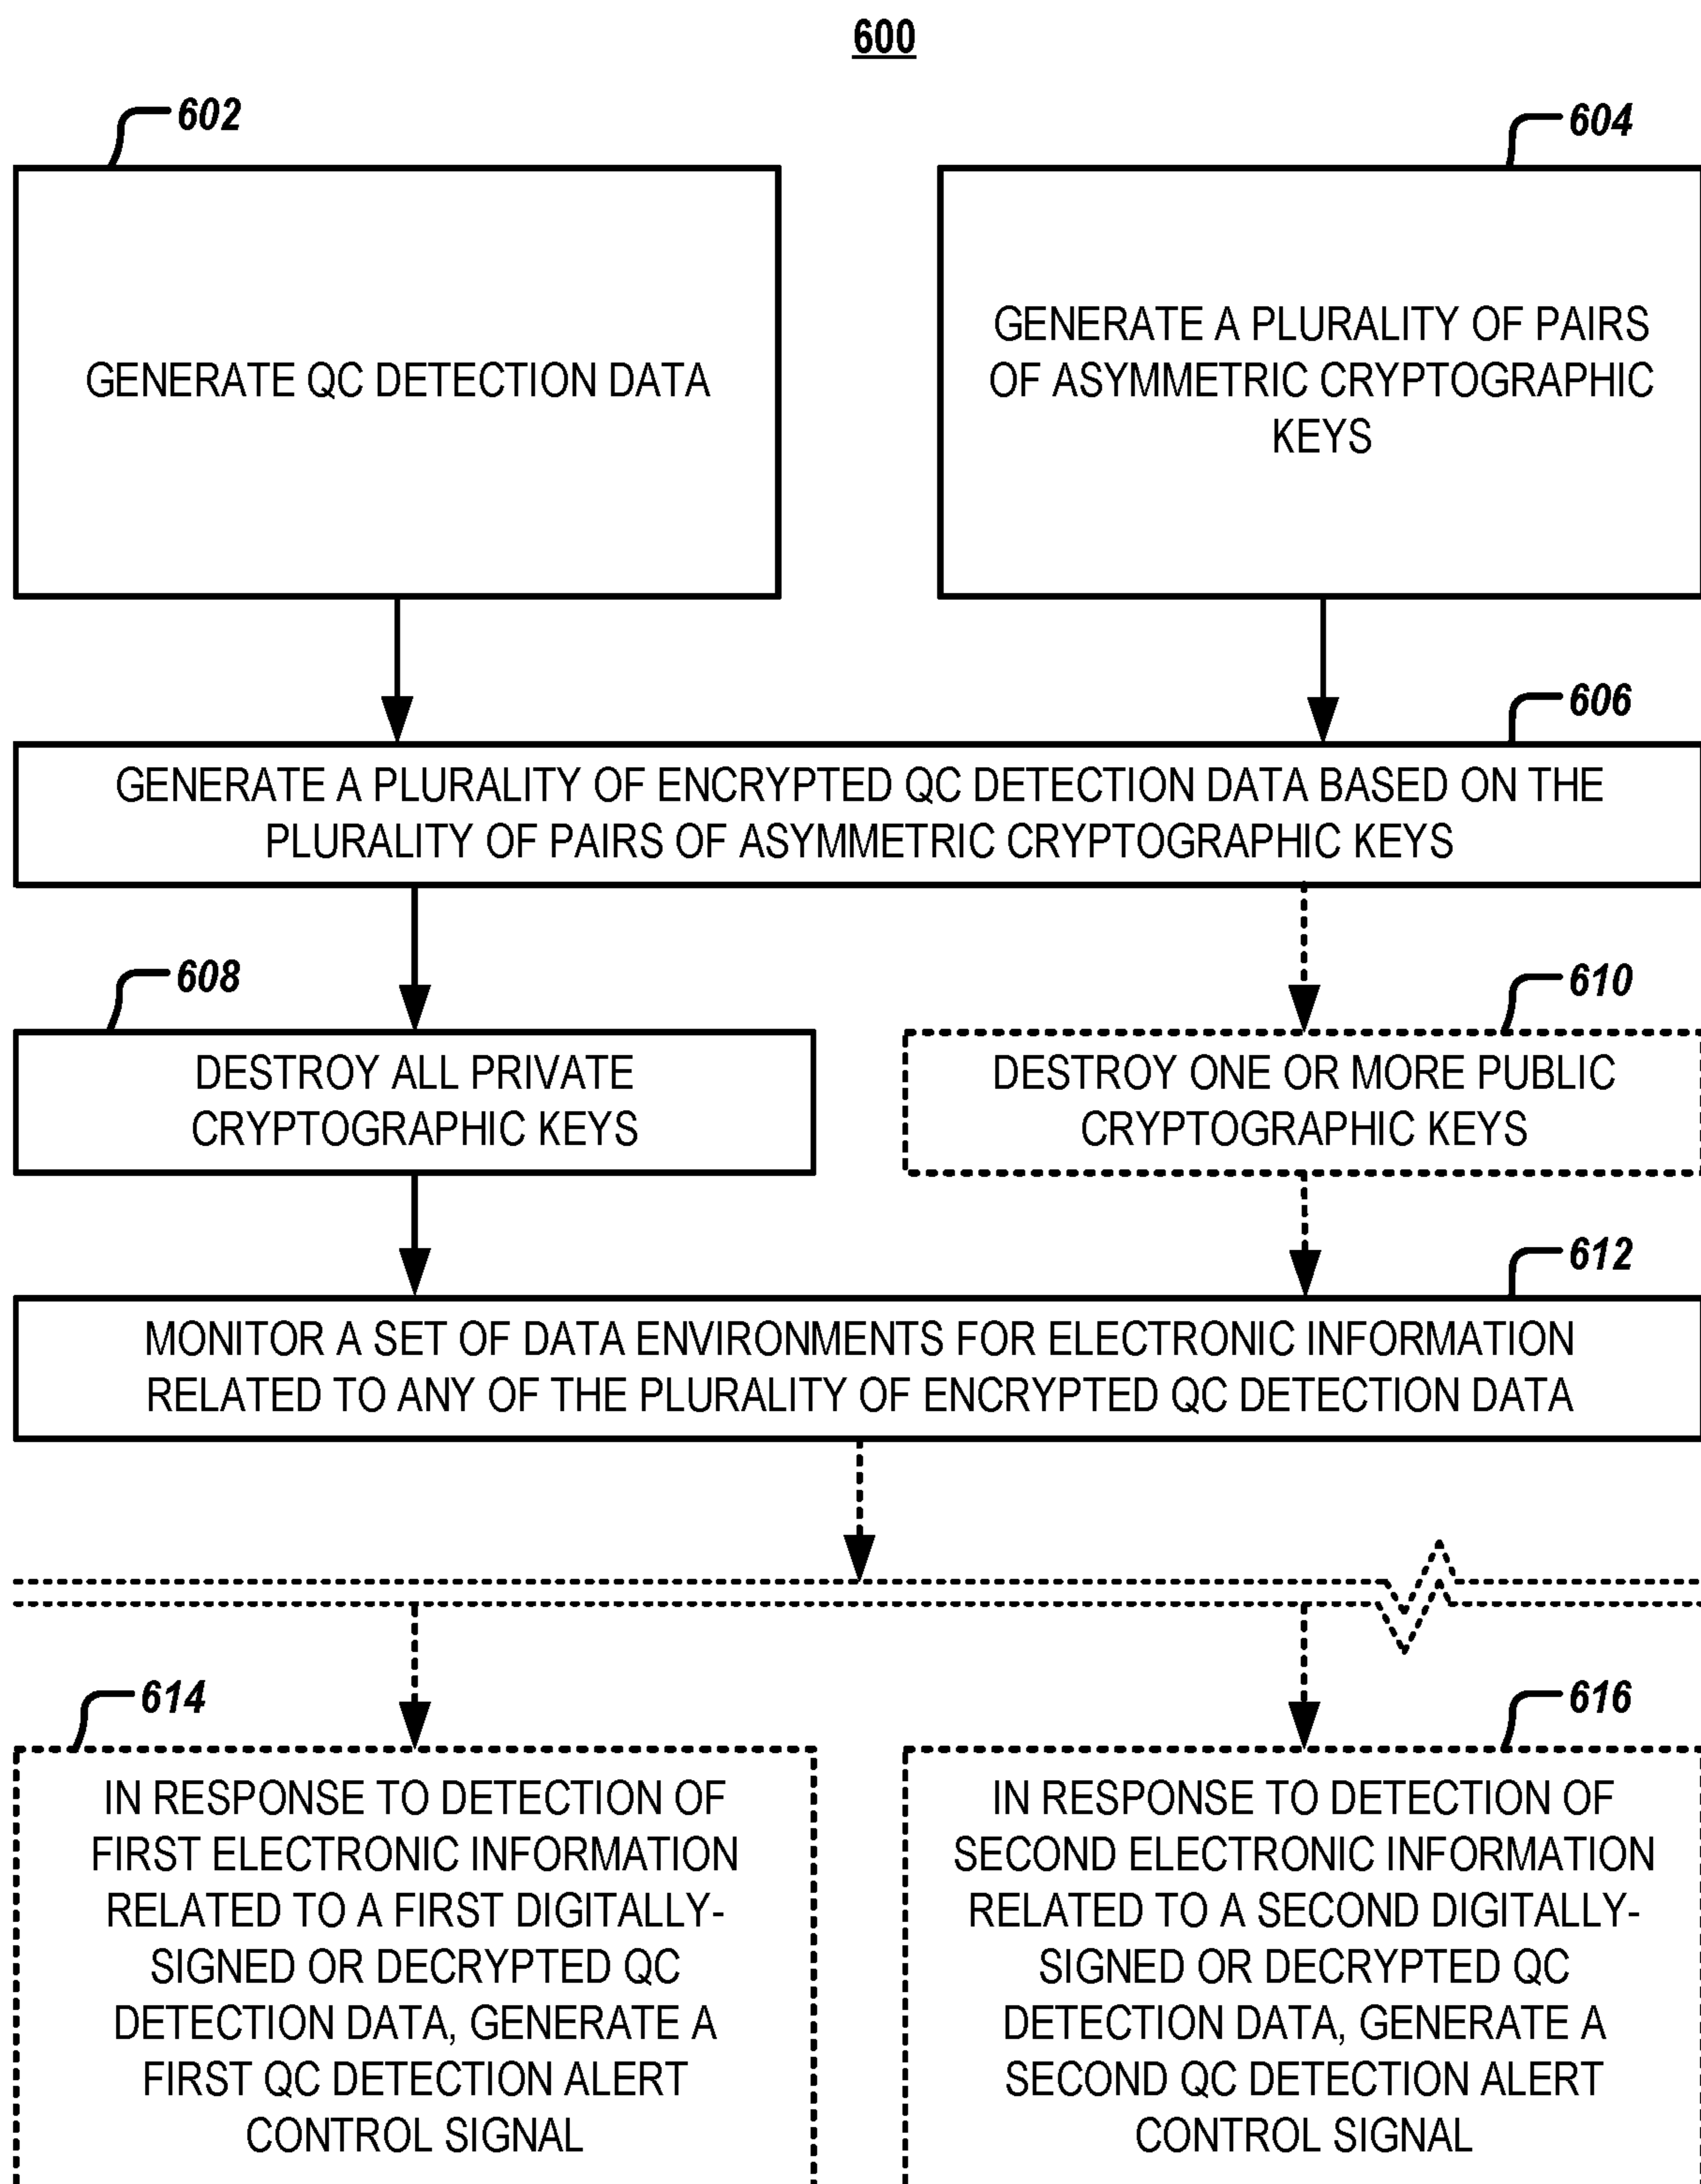 600
602
604
GENERATE QC DETECTION DATA
GENERATE A PLURALITY OF PAIRS
OF ASYMMETRIC CRYPTOGRAPHIC
KEYS
606
GENERATE A PLURALITY OF ENCRYPTED QC DETECTION DATA BASED ON THE
PLURALITY OF PAIRS OF ASYMMETRIC CRYPTOGRAPHIC KEYS
608
610
DESTROY ALL PRIVATE
CRYPTOGRAPHIC KEYS
DESTROY ONE OR MORE PUBLIC
CRYPTOGRAPHIC KEYS
612
MONITOR A SET OF DATA ENVIRONMENTS FOR ELECTRONIC INFORMATION
RELATED TO ANY OF THE PLURALITY OF ENCRYPTED QC DETECTION DATA
614
616
IN RESPONSE TO DETECTION OF
FIRST ELECTRONIC INFORMATION
RELATED TO A FIRST DIGITALLY-
SIGNED OR DECRYPTED QC
DETECTION DATA, GENERATE A
FIRST QC DETECTION ALERT
CONTROL SIGNAL
IN RESPONSE TO DETECTION OF
SECOND ELECTRONIC INFORMATION
RELATED TO A SECOND DIGITALLY-
SIGNED OR DECRYPTED QC
DETECTION DATA, GENERATE A
SECOND QC DETECTION ALERT
CONTROL SIGNAL